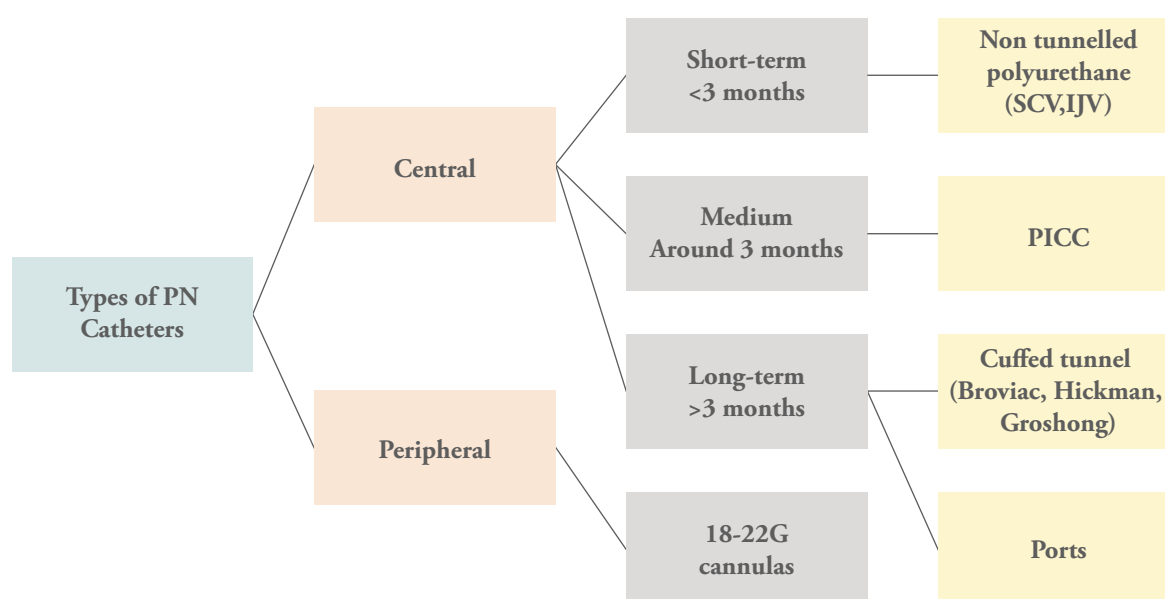 Types of PN
Catheters
Central
Peripheral
Short-term
<3 months
Medium
Around 3 months
Long-term
>3 months
18-22G
cannulas
Non tunnelled
polyurethane
(SCV,IJV)
PICC
Cuffed tunnel
(Broviac, Hickman,
Groshong)
Ports